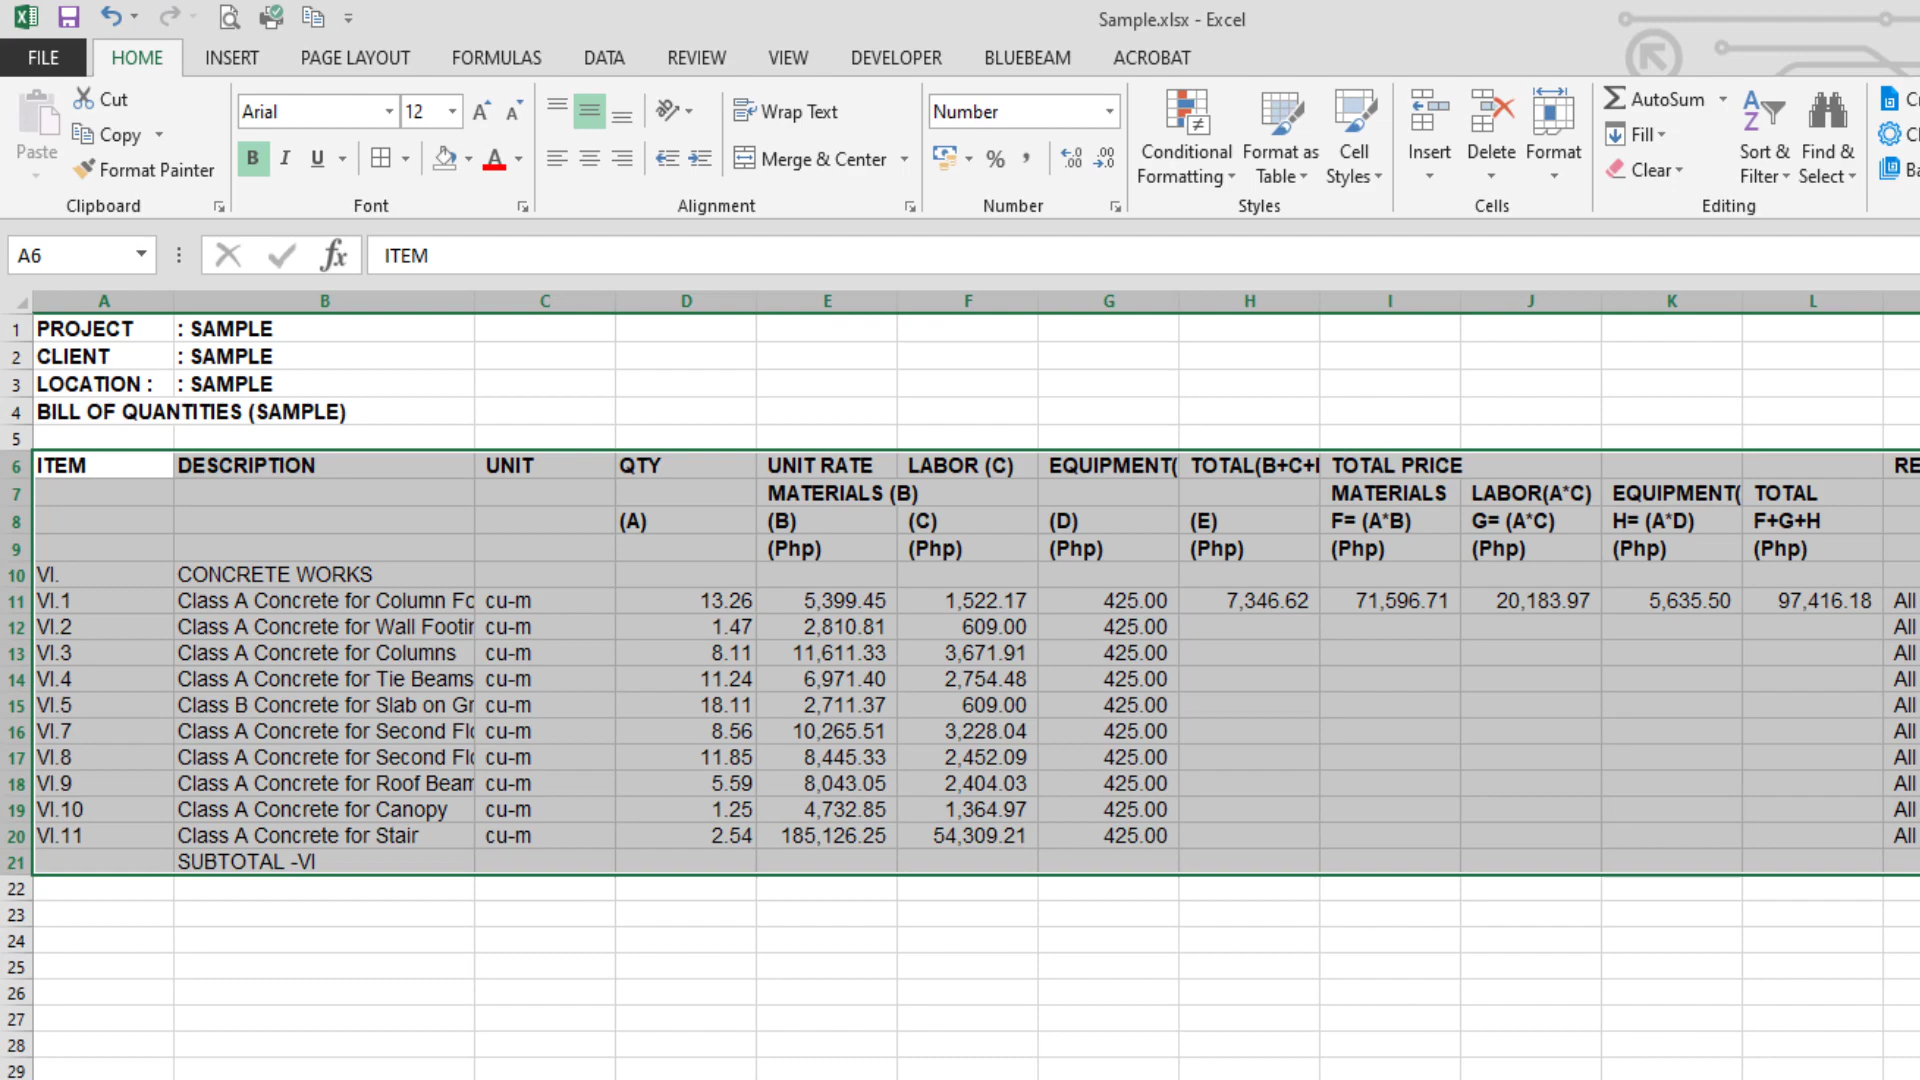 Sample.xlsx - Excel
FILE HOME INSERT PAGE LAYOUT FORMULAS DATA REVIEW VIEW DEVELOPER BLUEBEAM ACROBAT
Paste
Cut
Copy
Format Painter
Clipboard
Arial 12
B I U A
Font
Wrap Text
Merge & Center
Alignment
Number
% ,
Number
Conditional Formatting
Format as Table
Cell Styles
Styles
Insert
Delete
Format
Cells
AutoSum
Fill
Clear
Sort & Filter
Find & Select
Editing
A6 fx ITEM
A B C D E F G H I J K L
1 PROJECT : SAMPLE
2 CLIENT : SAMPLE
3 LOCATION : : SAMPLE
4 BILL OF QUANTITIES (SAMPLE)
5
6 ITEM DESCRIPTION UNIT QTY UNIT RATE LABOR (C) EQUIPMENT( TOTAL(B+C+ TOTAL PRICE RE
7 MATERIALS (B) MATERIALS LABOR(A*C) EQUIPMENT( TOTAL
8 (A) (B) (C) (D) (E) F= (A*B) G= (A*C) H= (A*D) F+G+H
9 (Php) (Php) (Php) (Php) (Php) (Php) (Php) (Php)
10 VI. CONCRETE WORKS
11 VI.1 Class A Concrete for Column Fo cu-m 13.26 5,399.45 1,522.17 425.00 7,346.62 71,596.71 20,183.97 5,635.50 97,416.18 All
12 VI.2 Class A Concrete for Wall Footin cu-m 1.47 2,810.81 609.00 425.00 All
13 VI.3 Class A Concrete for Columns cu-m 8.11 11,611.33 3,671.91 425.00 All
14 VI.4 Class A Concrete for Tie Beams cu-m 11.24 6,971.40 2,754.48 425.00 All
15 VI.5 Class B Concrete for Slab on Gr cu-m 18.11 2,711.37 609.00 425.00 All
16 VI.7 Class A Concrete for Second Flo cu-m 8.56 10,265.51 3,228.04 425.00 All
17 VI.8 Class A Concrete for Second Flo cu-m 11.85 8,445.33 2,452.09 425.00 All
18 VI.9 Class A Concrete for Roof Beam cu-m 5.59 8,043.05 2,404.03 425.00 All
19 VI.10 Class A Concrete for Canopy cu-m 1.25 4,732.85 1,364.97 425.00 All
20 VI.11 Class A Concrete for Stair cu-m 2.54 185,126.25 54,309.21 425.00 All
21 SUBTOTAL -VI
22
23
24
25
26
27
28
29